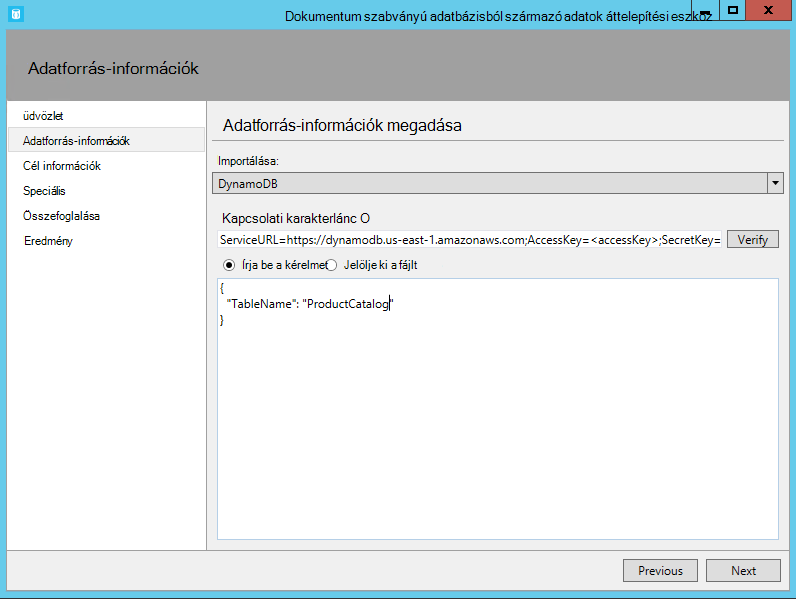 Dokumentum szabványú adatbázisból származó adatok áttelepítési eszköz
Adatforrás-információk
üdvözlet
Adatforrás-információk
Cél információk
Speciális
Összefoglalása
Eredmény
Adatforrás-információk megadása
Importálása:
DynamoDB
Kapcsolati karakterlánc O
ServiceURL=https://dynamodb.us-east-1.amazonaws.com;AccessKey=<accessKey>;SecretKey=
Verify
Írja be a kérelmet
Jelölje ki a fájlt
{
"TableName": "ProductCatalog"
}
Previous
Next